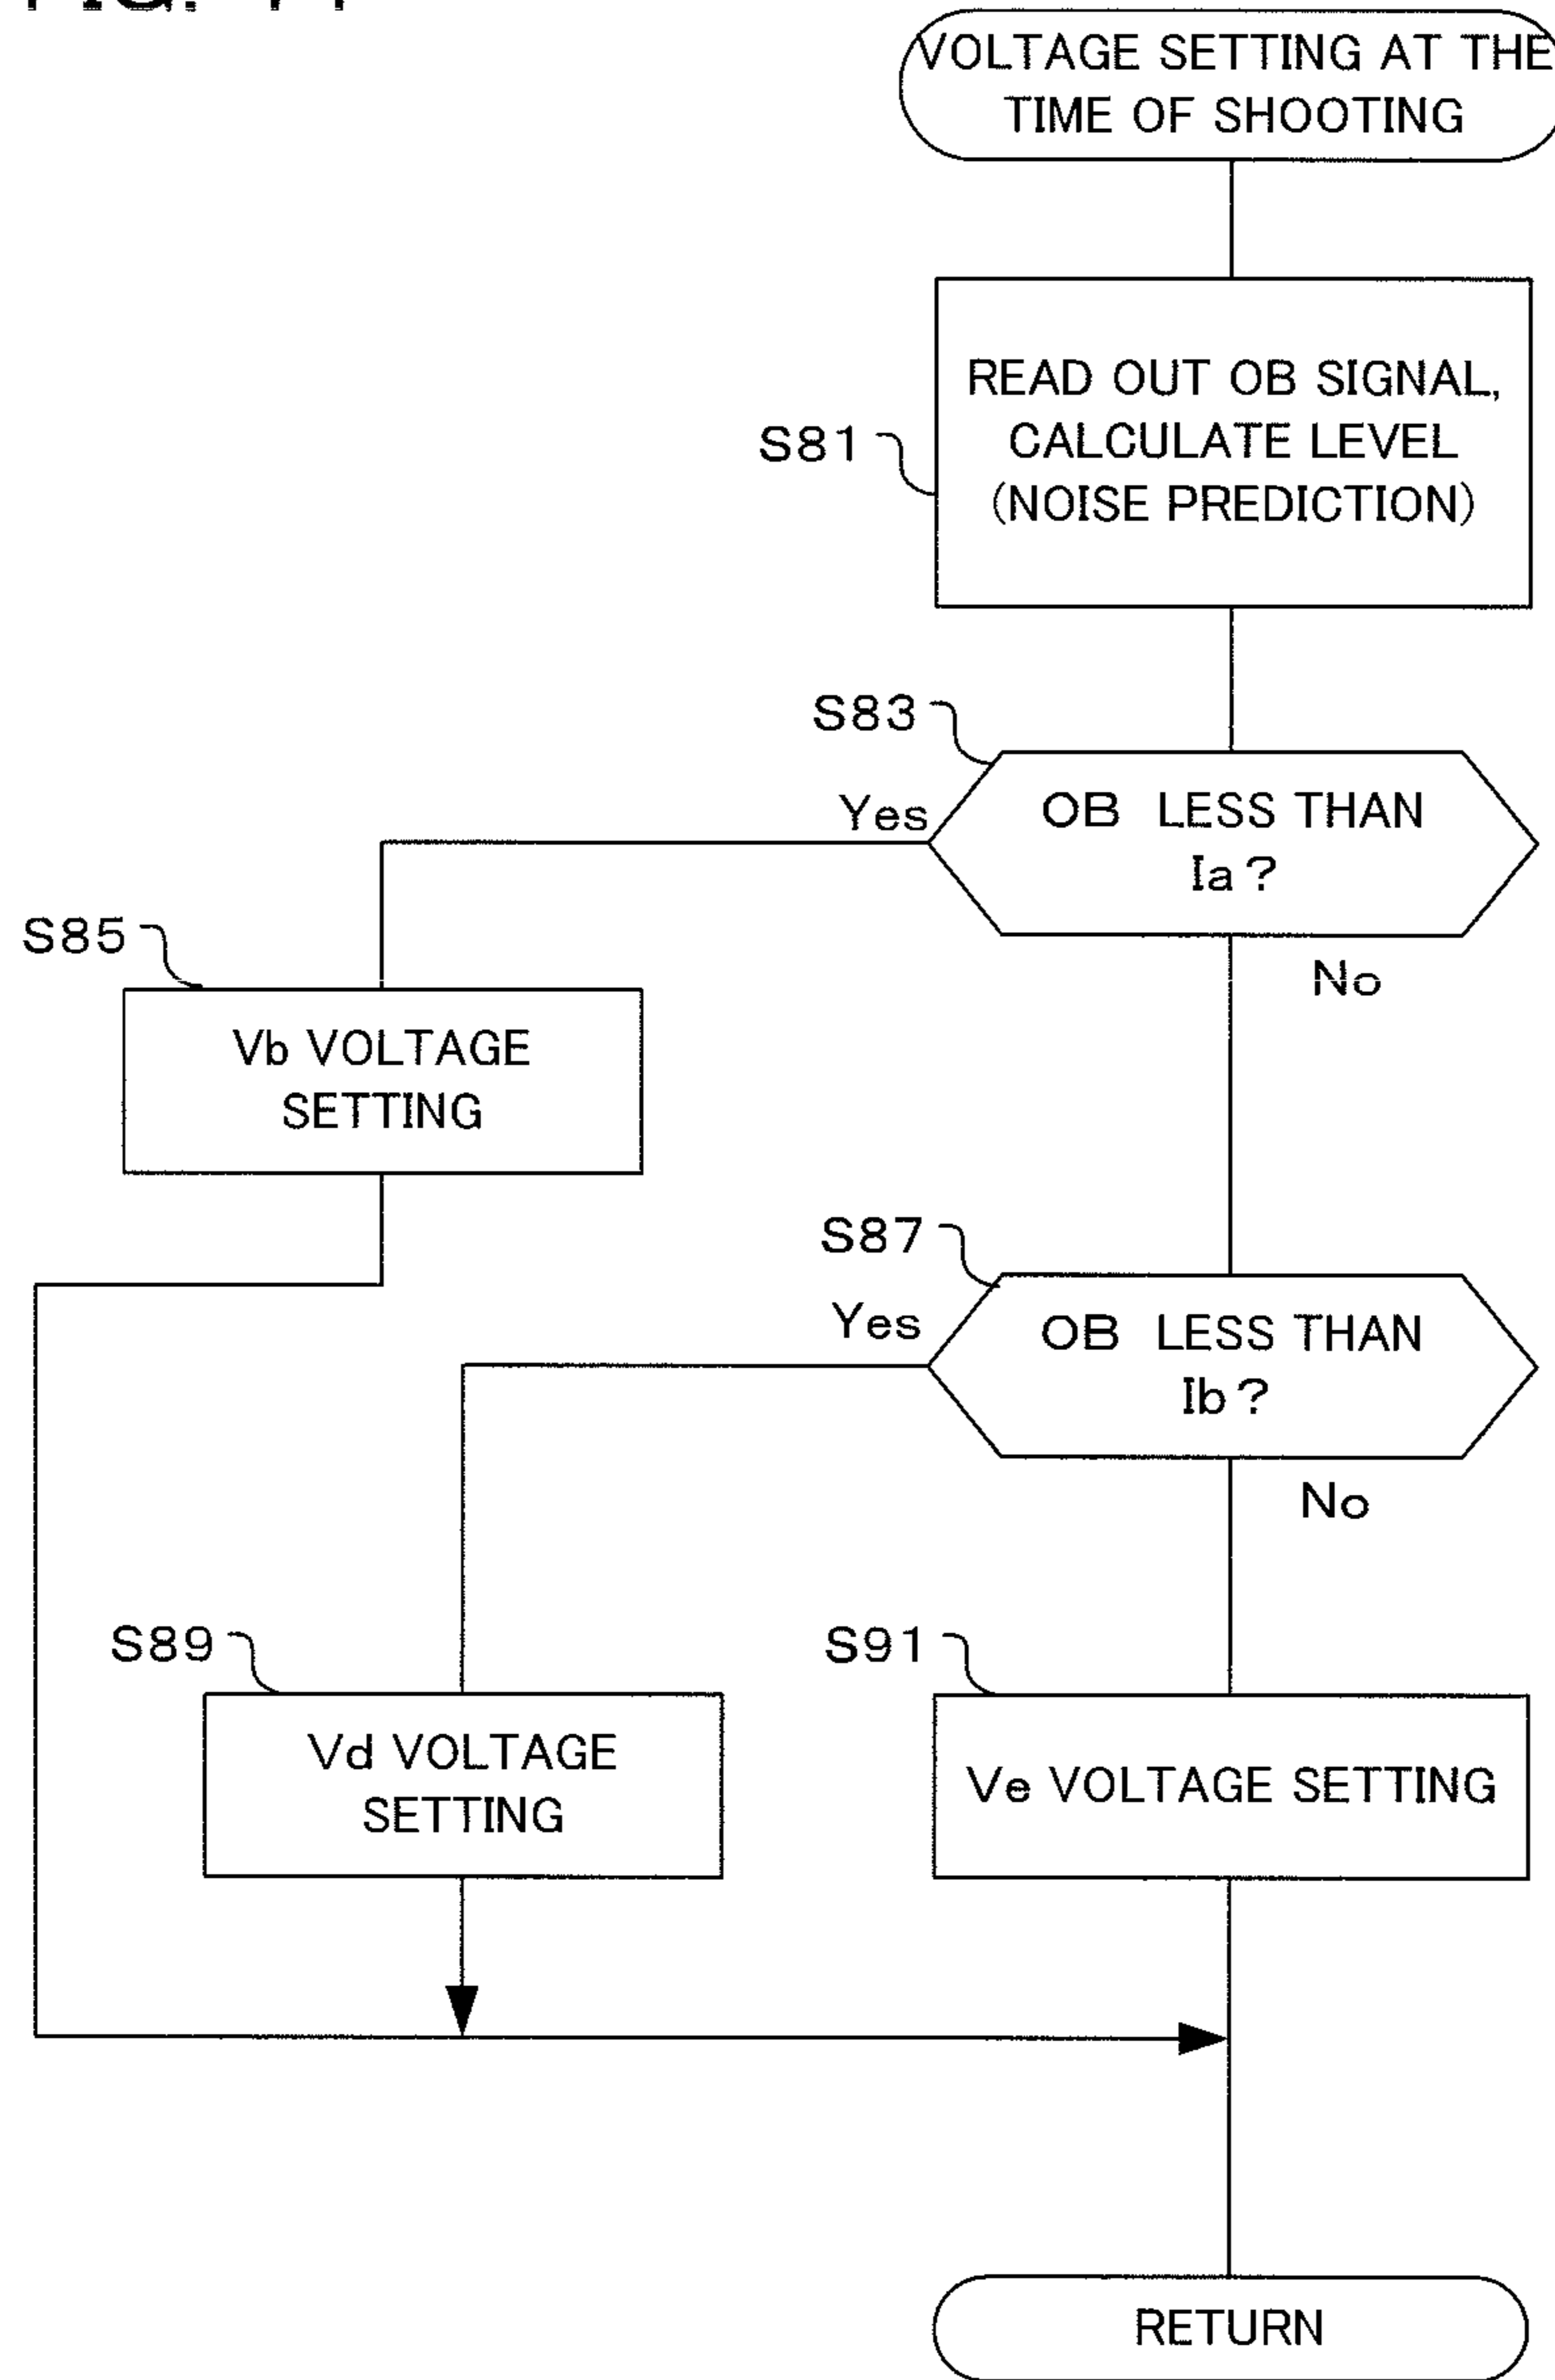 VOLTAGE SETTING AT THE
TIME OF SHOOTING
S81
READ OUT OB SIGNAL,
CALCULATE LEVEL
(NOISE PREDICTION)
S83
Yes
OB LESS THAN
Ia?
No
S85
Vb VOLTAGE
SETTING
S87
Yes
OB LESS THAN
Ib?
No
S89
Vd VOLTAGE
SETTING
S91
Ve VOLTAGE SETTING
RETURN